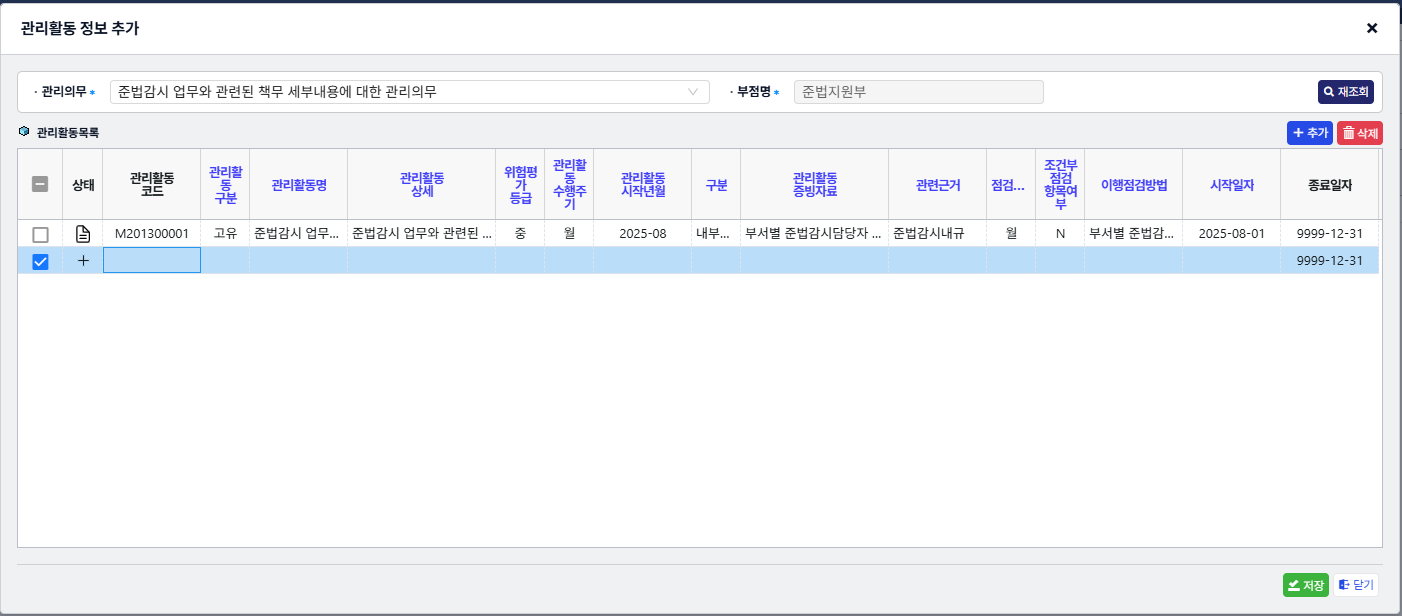 관리활동 정보 추가
· 관리의무 * 준법감시 업무와 관련된 책무 세부내용에 대한 관리의무 · 부점명 * 준법지원부 재조회
관리활동목록 추가 삭제
상태 관리활동 코드 관리활동 구분 관리활동명 관리활동 상세 위험평가 등급 관리활동 수행주기 관리활동 시작년월 구분 관리활동 증빙자료 관련근거 점검... 조건부 점검 항목여부 이행점검방법 시작일자 종료일자
M201300001 고유 준법감시 업무... 준법감시 업무와 관련된 ... 중 월 2025-08 내부... 부서별 준법감시담당자 ... 준법감시내규 월 N 부서별 준법감... 2025-08-01 9999-12-31
9999-12-31
저장 닫기